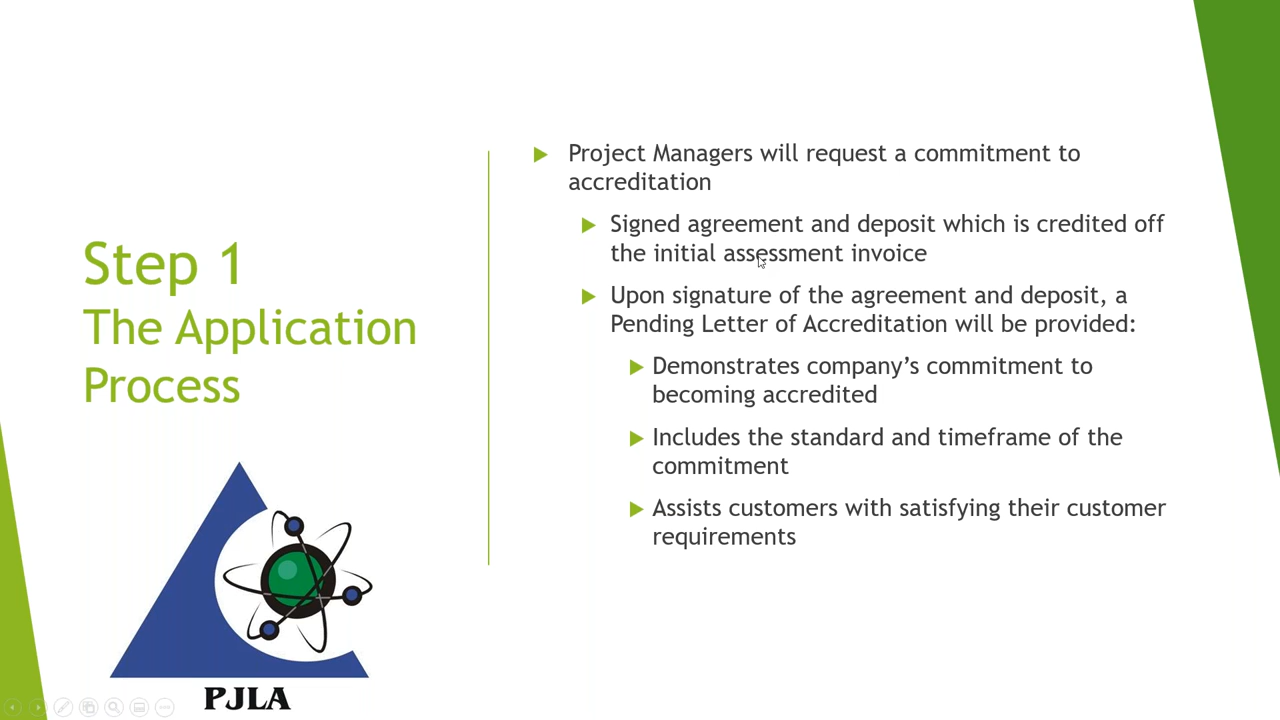 Step 1
The Application
Process
Project Managers will request a commitment to
accreditation
Signed agreement and deposit which is credited off
the initial assessment invoice
Upon signature of the agreement and deposit, a
Pending Letter of Accreditation will be provided:
Demonstrates company’s commitment to
becoming accredited
Includes the standard and timeframe of the
commitment
Assists customers with satisfying their customer
requirements
PJLA